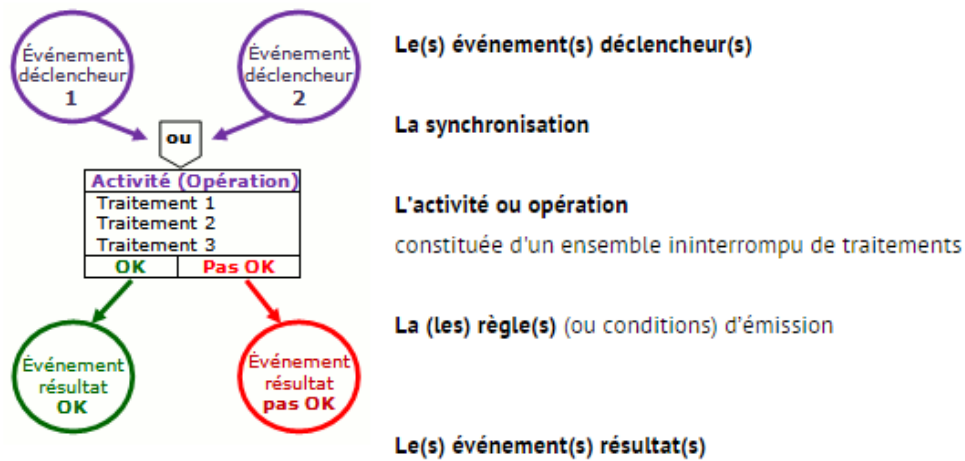 Événement
déclencheur
1
Événement
déclencheur
2
Le(s) événement(s) déclencheur(s)
ou
La synchronisation
Activité (Opération)
Traitement 1
Traitement 2
Traitement 3
OK
Pas OK
L'activité ou opération
constituée d'un ensemble ininterrompu de traitements
La (les) règle(s) (ou conditions) d'émission
Événement
résultat
OK
Événement
résultat
pas OK
Le(s) événement(s) résultat(s)